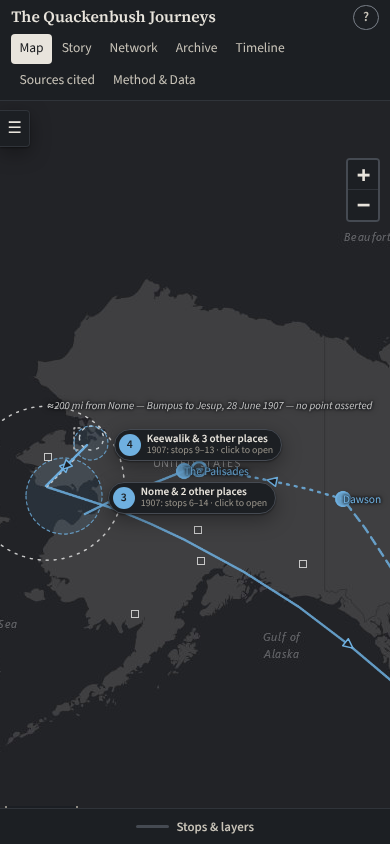 The Quackenbush Journeys
?
Map Story Network Archive Timeline
Sources cited Method & Data
☰
+
−
Beaufort
≈200 mi from Nome — Bumpus to Jesup, 28 June 1907 — no point asserted
4 Keewalik & 3 other places
1907: stops 9–13 · click to open
UNITED STATES
The Palisades
3 Nome & 2 other places
1907: stops 6–14 · click to open
Dawson
Sea
Gulf of
Alaska
Stops & layers